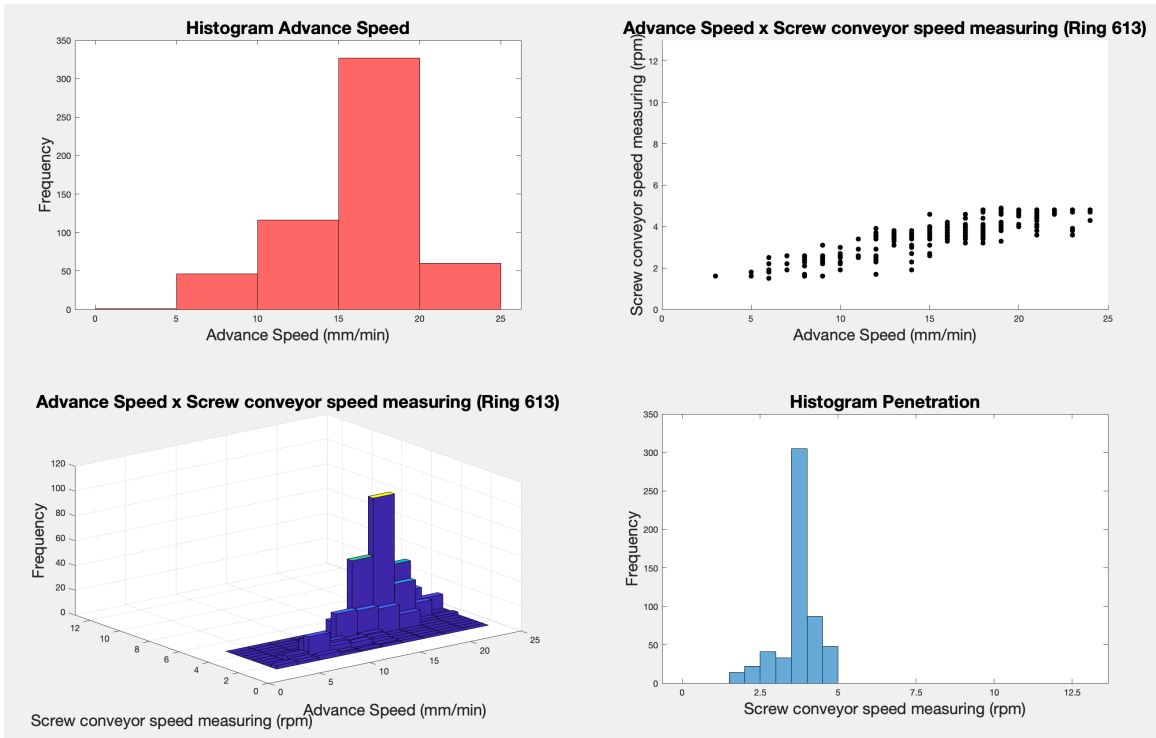 Histogram Advance Speed
350
300
250
200
150
100
50
0
Frequency
0 5 10 15 20 25
Advance Speed (mm/min)
Advance Speed x Screw conveyor speed measuring (Ring 613)
12
10
8
6
4
2
0
Screw conveyor speed measuring (rpm)
0 5 10 15 20 25
Advance Speed (mm/min)
Advance Speed x Screw conveyor speed measuring (Ring 613)
120
100
80
60
40
20
0
Frequency
12 10 8 6 4 2 0
0 5 10 15 20 25
Advance Speed (mm/min)
Screw conveyor speed measuring (rpm)
Histogram Penetration
350
300
250
200
150
100
50
0
Frequency
0 2.5 5 7.5 10 12.5
Screw conveyor speed measuring (rpm)